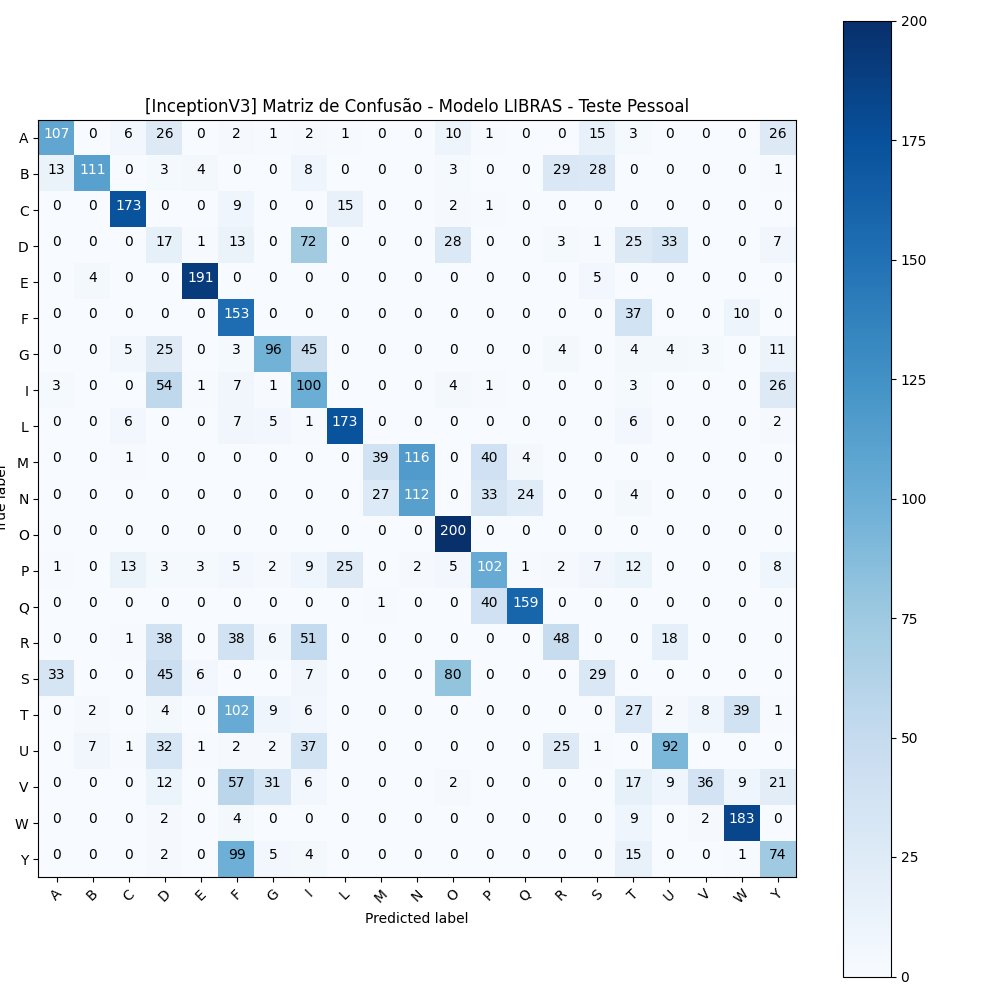 [InceptionV3] Matriz de Confusão - Modelo LIBRAS - Teste Pessoal
A 107 0 6 26 0 2 1 2 1 0 0 10 1 0 0 15 3 0 0 0 26
B 13 111 0 3 4 0 0 8 0 0 0 3 0 0 29 28 0 0 0 0 1
C 0 0 173 0 0 9 0 0 15 0 0 2 1 0 0 0 0 0 0 0 0
D 0 0 0 17 1 13 0 72 0 0 0 28 0 0 3 1 25 33 0 0 7
E 0 4 0 0 191 0 0 0 0 0 0 0 0 0 0 5 0 0 0 0 0
F 0 0 0 0 0 153 0 0 0 0 0 0 0 0 0 0 37 0 0 10 0
G 0 0 5 25 0 3 96 45 0 0 0 0 0 0 4 0 4 4 3 0 11
I 3 0 0 54 1 7 1 100 0 0 0 4 1 0 0 0 3 0 0 0 26
L 0 0 6 0 0 7 5 1 173 0 0 0 0 0 0 0 6 0 0 0 2
M 0 0 1 0 0 0 0 0 0 39 116 0 40 4 0 0 0 0 0 0 0
N 0 0 0 0 0 0 0 0 0 27 112 0 33 24 0 0 4 0 0 0 0
O 0 0 0 0 0 0 0 0 0 0 0 200 0 0 0 0 0 0 0 0 0
P 1 0 13 3 3 5 2 9 25 0 2 5 102 1 2 7 12 0 0 0 8
Q 0 0 0 0 0 0 0 0 0 1 0 0 40 159 0 0 0 0 0 0 0
R 0 0 1 38 0 38 6 51 0 0 0 0 0 0 48 0 0 18 0 0 0
S 33 0 0 45 6 0 0 7 0 0 0 80 0 0 0 29 0 0 0 0 0
T 0 2 0 4 0 102 9 6 0 0 0 0 0 0 0 0 27 2 8 39 1
U 0 7 1 32 1 2 2 37 0 0 0 0 0 0 25 1 0 92 0 0 0
V 0 0 0 12 0 57 31 6 0 0 0 2 0 0 0 0 17 9 36 9 21
W 0 0 0 2 0 4 0 0 0 0 0 0 0 0 0 0 9 0 2 183 0
Y 0 0 0 2 0 99 5 4 0 0 0 0 0 0 0 0 15 0 0 1 74
A B C D E F G I L M N O P Q R S T U V W Y
Predicted label
200
175
150
125
100
75
50
25
0